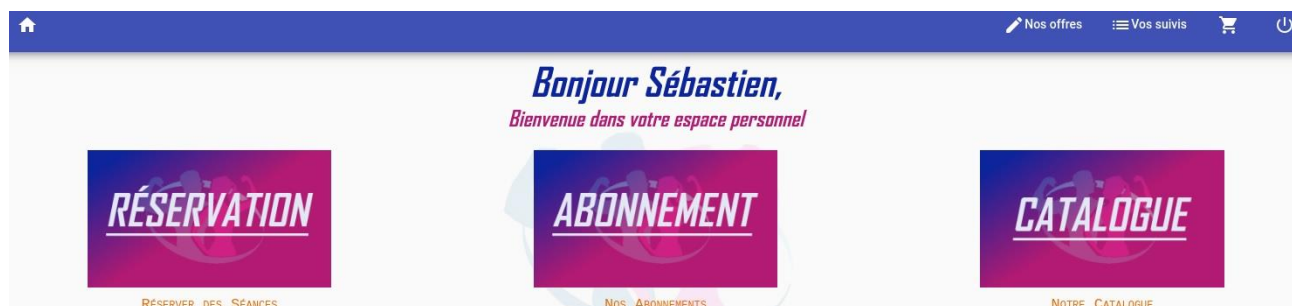 Nos offres
Vos suivis
Bonjour Sébastien,
Bienvenue dans votre espace personnel
RÉSERVATION
ABONNEMENT
CATALOGUE
RÉSERVER DES SÉANCES
NOS ABONNEMENTS
NOTRE CATALOGUE